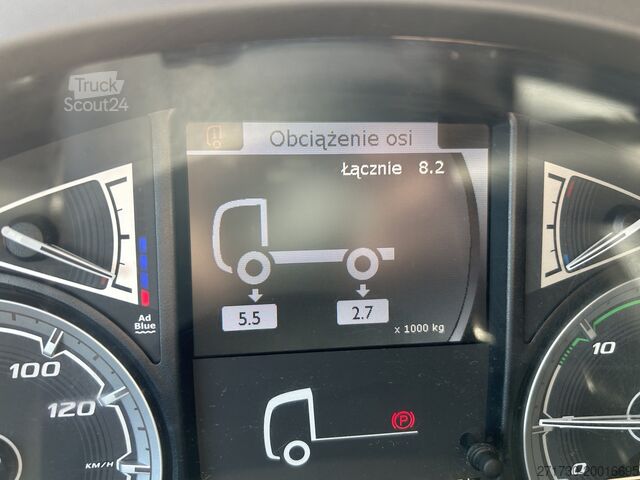 Truck
Scout24
Obciążenie osi
Łącznie 8.2
5.5
2.7
x 1000 kg
Ad
Blue
100
120
KM/H
P
10
0